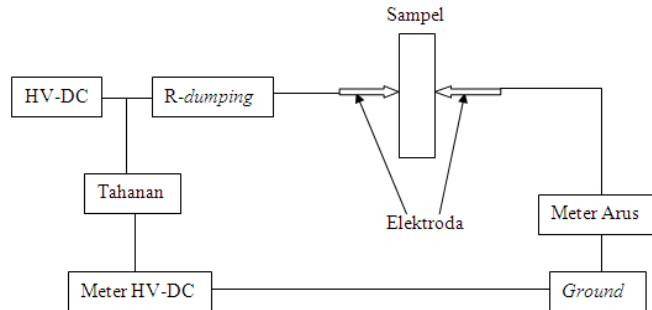 Sampel
HV-DC
R-dumping
Tahanan
Elektroda
Meter Arus
Meter HV-DC
Ground